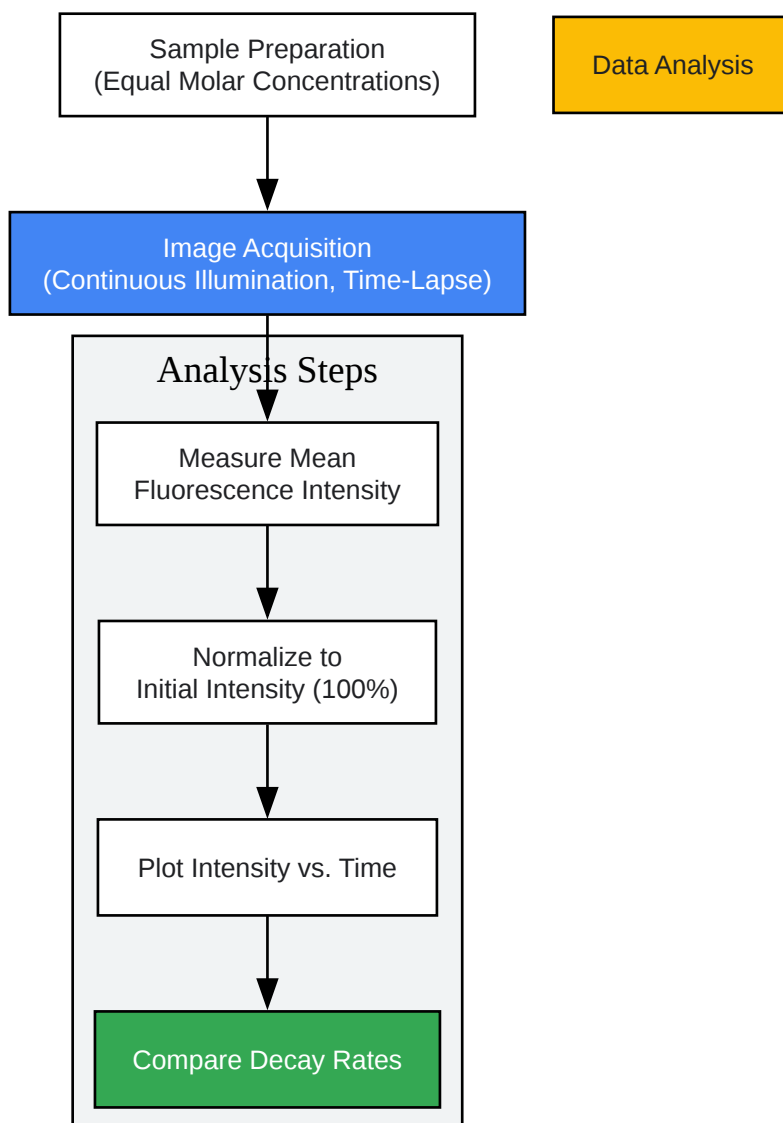 Sample Preparation
(Equal Molar Concentrations)
Data Analysis
Image Acquisition
(Continuous Illumination, Time-Lapse)
Analysis Steps
Measure Mean
Fluorescence Intensity
Normalize to
Initial Intensity (100%)
Plot Intensity vs. Time
Compare Decay Rates